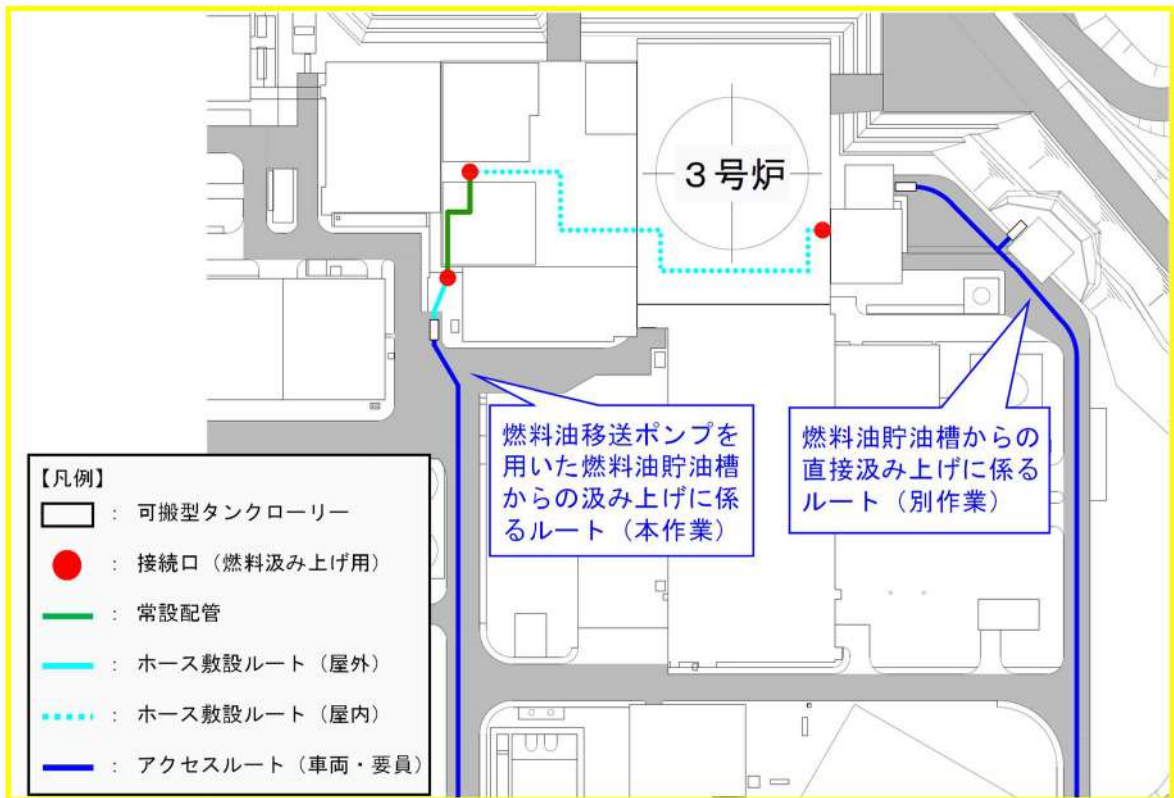 3号炉
燃料油移送ポンプを
用いた燃料油貯油槽
からの汲み上げに係
るルート（本作業）
燃料油貯油槽からの
直接汲み上げに係る
ルート（別作業）
【凡例】
： 可搬型タンクローリー
： 接続口（燃料汲み上げ用）
： 常設配管
： ホース敷設ルート（屋外）
： ホース敷設ルート（屋内）
： アクセスルート（車両・要員）